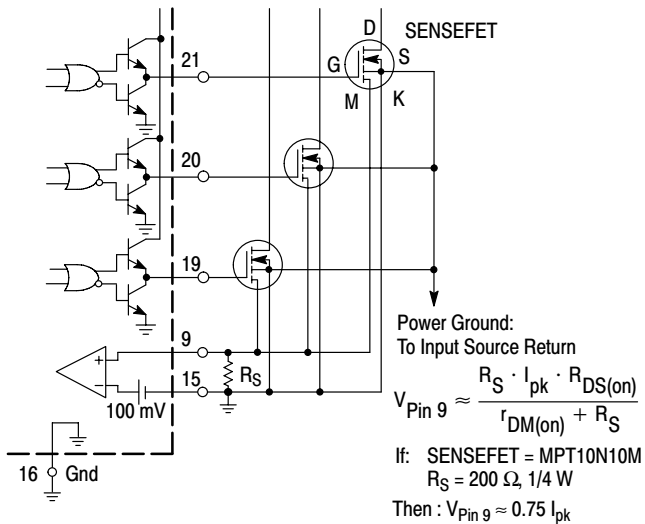 D
SENSEFET
21
G
S
M
K
20
19
Power Ground:
To Input Source Return
9
+
R_S
15
−
100 mV
V_Pin 9 ≈ (R_S · I_pk · R_DS(on)) / (r_DM(on) + R_S)
16 Gnd
If: SENSEFET = MPT10N10M
R_S = 200 Ω, 1/4 W
Then : V_Pin 9 ≈ 0.75 I_pk